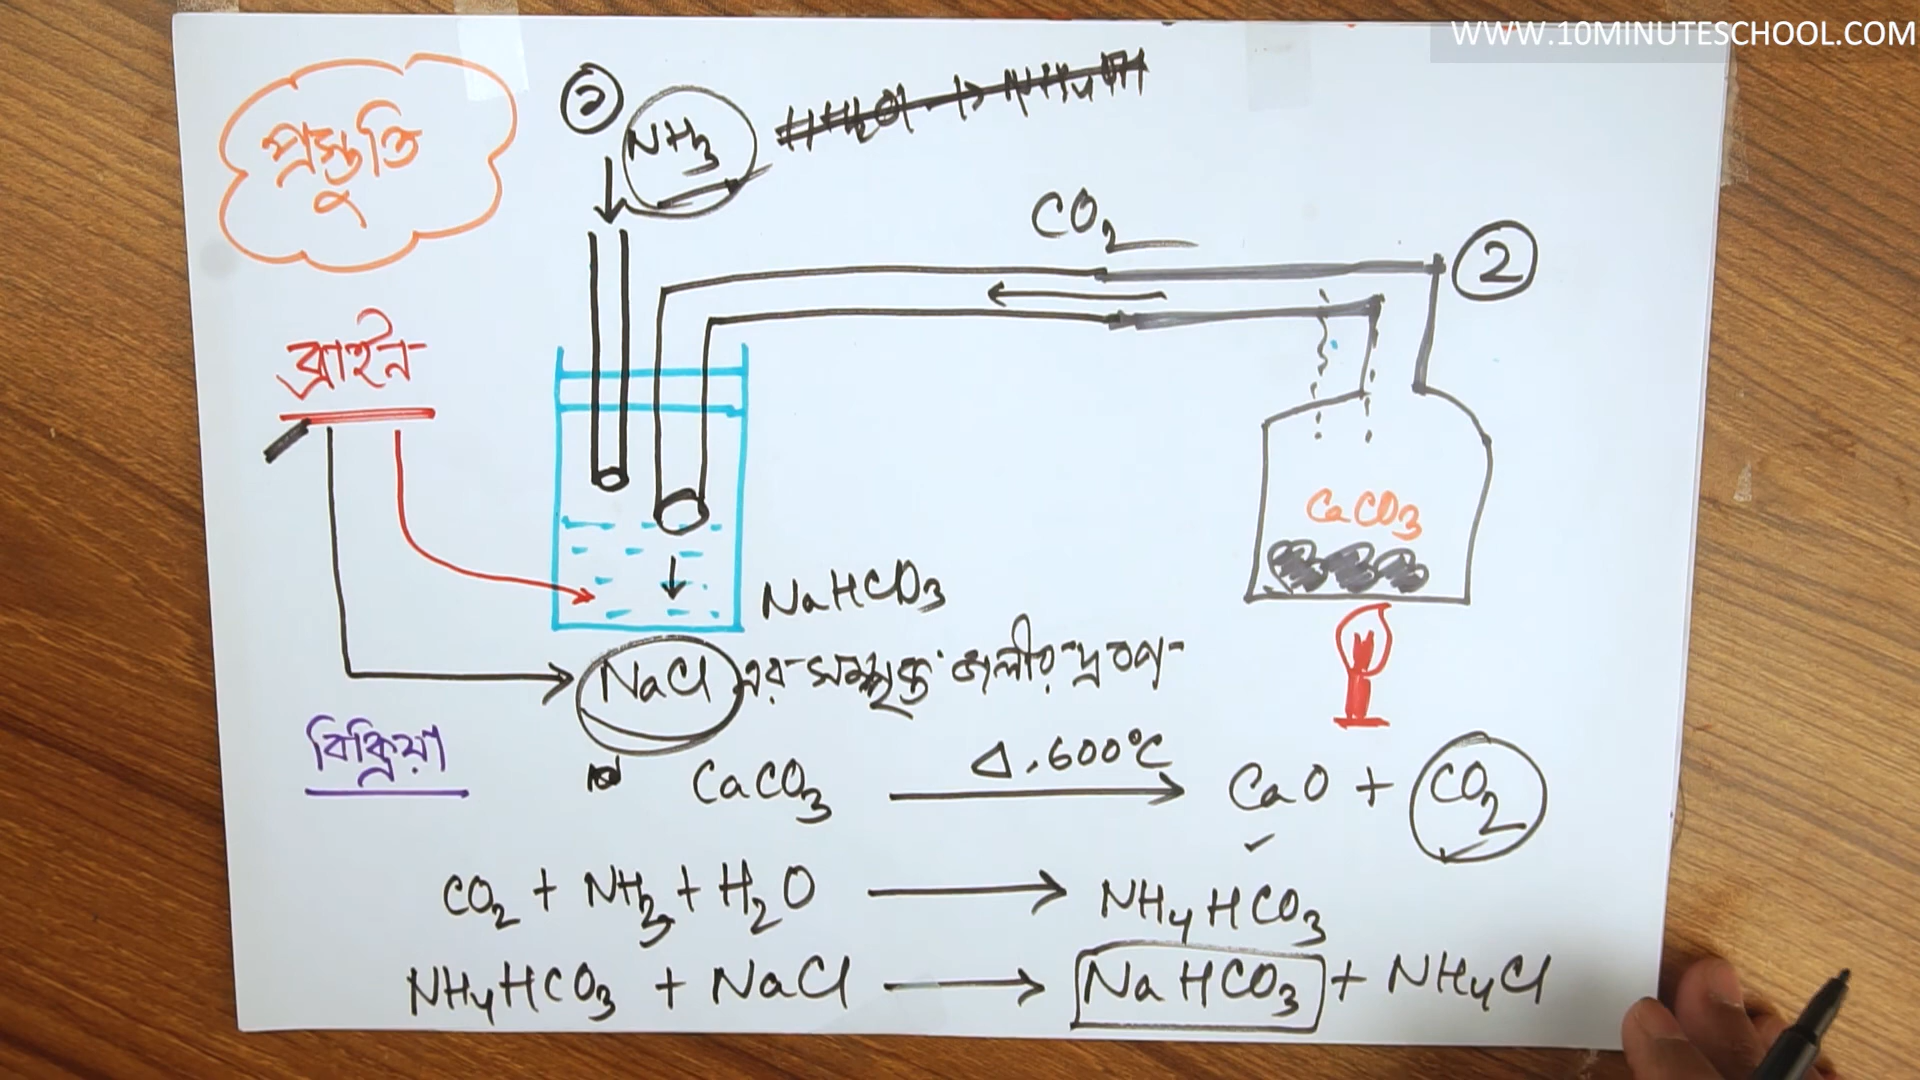 WWW.10MINUTESCHOOL.COM
প্রস্তুতি
১ NH3
CO2
2
ব্রাইন
CaCO3
NaHCO3
NaCl এর সম্পৃক্ত জলীয় দ্রবণ
বিক্রিয়া
CaCO3 Δ, 600°C → CaO + CO2
CO2 + NH3 + H2O → NH4HCO3
NH4HCO3 + NaCl → NaHCO3 + NH4Cl